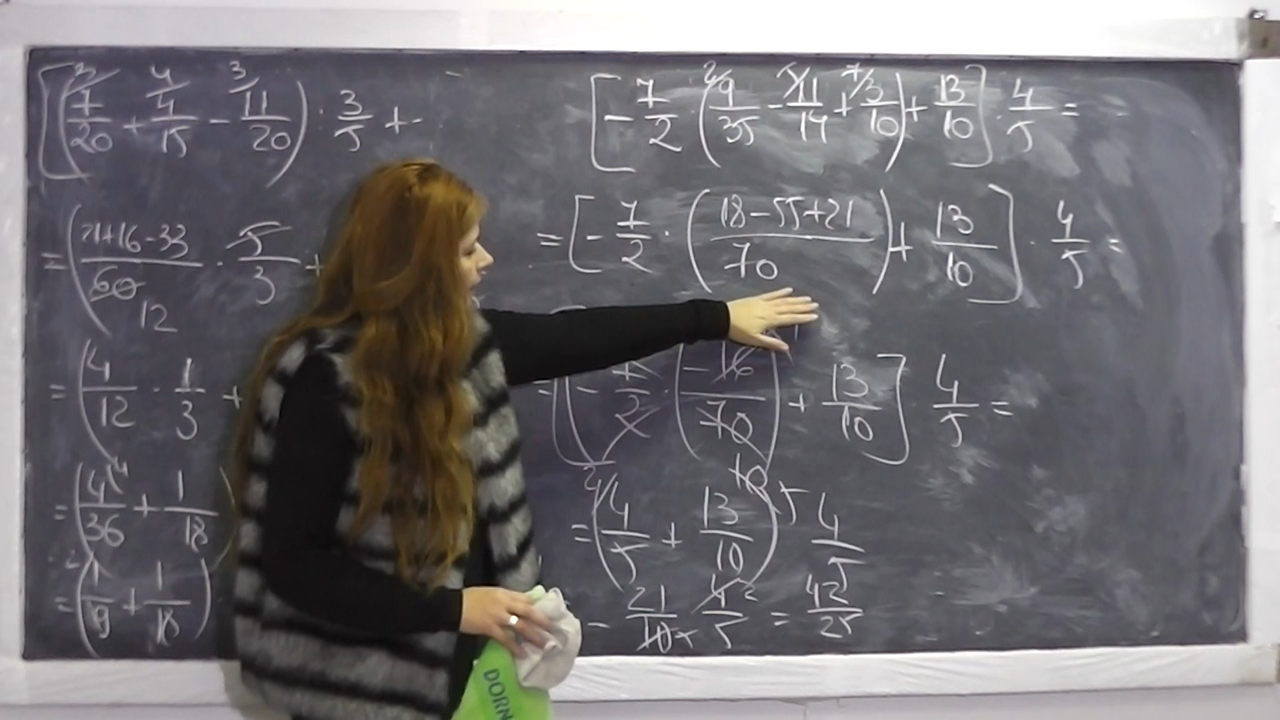 [(7/20 + 4/15 - 11/20) · 3/5 +
= (21+16-33/60 · 5/3 +
12
= (4/12 · 1/3 +
= (4/36 + 1/18)
= (1/9 + 1/18)
[-7/2 (9/35 - 11/14 + 3/10) + 13/10] · 4/5 =
= [-7/2 · (18-55+21/70) + 13/10] · 4/5 =
-16/70) + 13/10] 4/5 =
10
= (4/5 + 13/10) 4/5
21/10 4/5 = 42/25
DORN